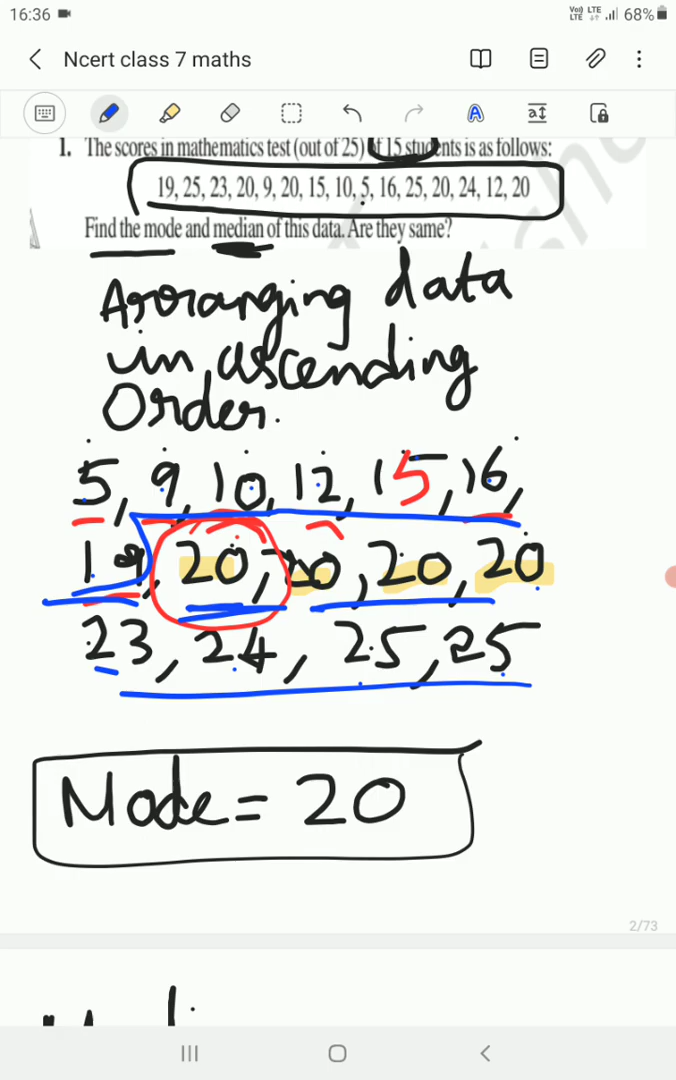 16:36 Vo) LTE LTE 68%
Ncert class 7 maths
1. The scores in mathematics test (out of 25) of 15 students is as follows:
19, 25, 23, 20, 9, 20, 15, 10, 5, 16, 25, 20, 24, 12, 20
Find the mode and median of this data. Are they same?
Arranging data
in ascending
Order.
5, 9, 10, 12, 15, 16,
19, 20, 20, 20, 20
23, 24, 25, 25
Mode = 20
2/73